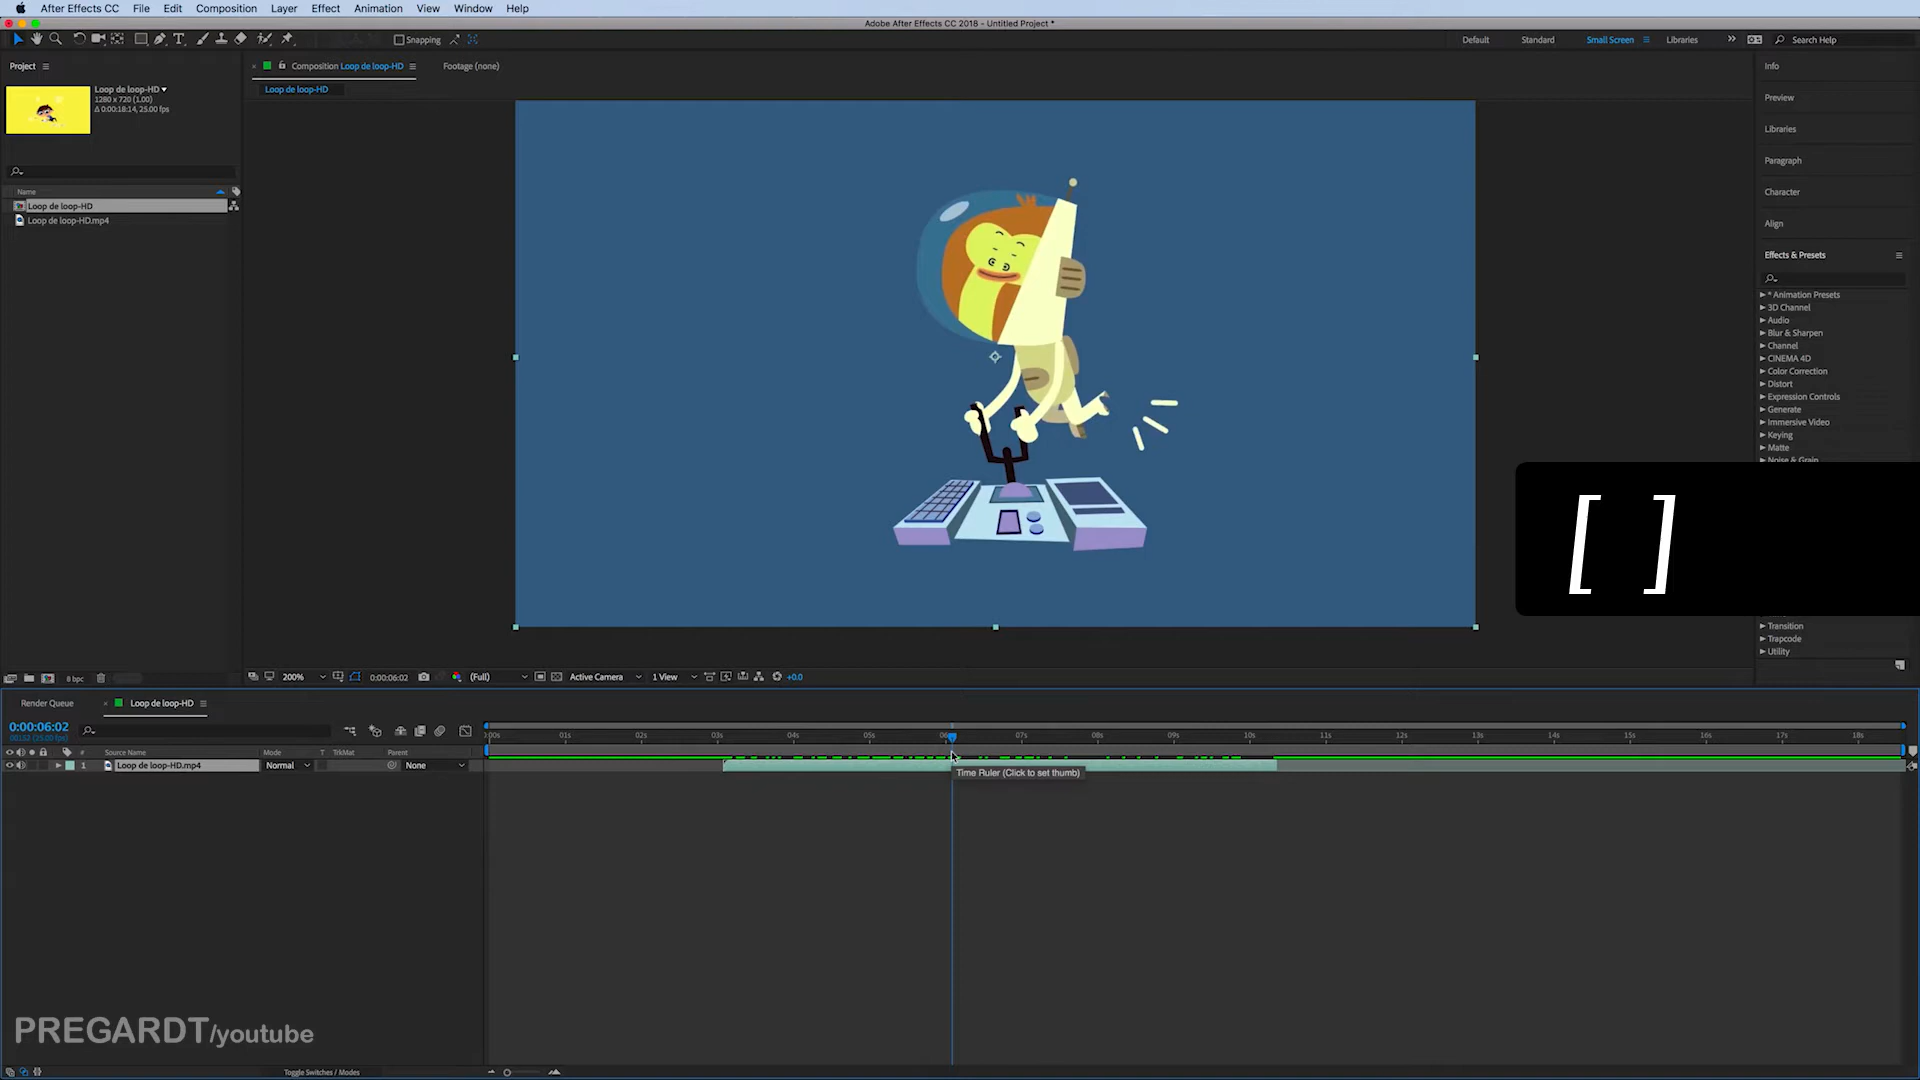 After Effects CC File Edit Composition Layer Effect Animation View Window Help
Adobe After Effects CC 2018 - Untitled Project *
Snapping
Default Standard Small Screen Libraries Search Help
Project
Composition Loop de loop-HD
Footage (none)
Loop de loop-HD
Loop de loop-HD
1280 x 720 (1.00)
Δ 0:00:18:14, 25.00 fps
Name
Loop de loop-HD
Loop de loop-HD.mp4
Info
Preview
Libraries
Paragraph
Character
Align
Effects & Presets
* Animation Presets
3D Channel
Audio
Blur & Sharpen
Channel
CINEMA 4D
Color Correction
Distort
Expression Controls
Generate
Immersive Video
Keying
Matte
Noise & Grain
[ ]
Transition
Trapcode
Utility
8 bpc
200% 0:00:06:02 (Full) Active Camera 1 View +0.0
Render Queue
Loop de loop-HD
0:00:06:02
00152 (25.00 fps)
:00s 01s 02s 03s 04s 05s 06s 07s 08s 09s 10s 11s 12s 13s 14s 15s 16s 17s 18s
# Source Name Mode T TrkMat Parent
1 Loop de loop-HD.mp4 Normal None
Time Ruler (Click to set thumb)
PREGARDT/youtube
Toggle Switches / Modes